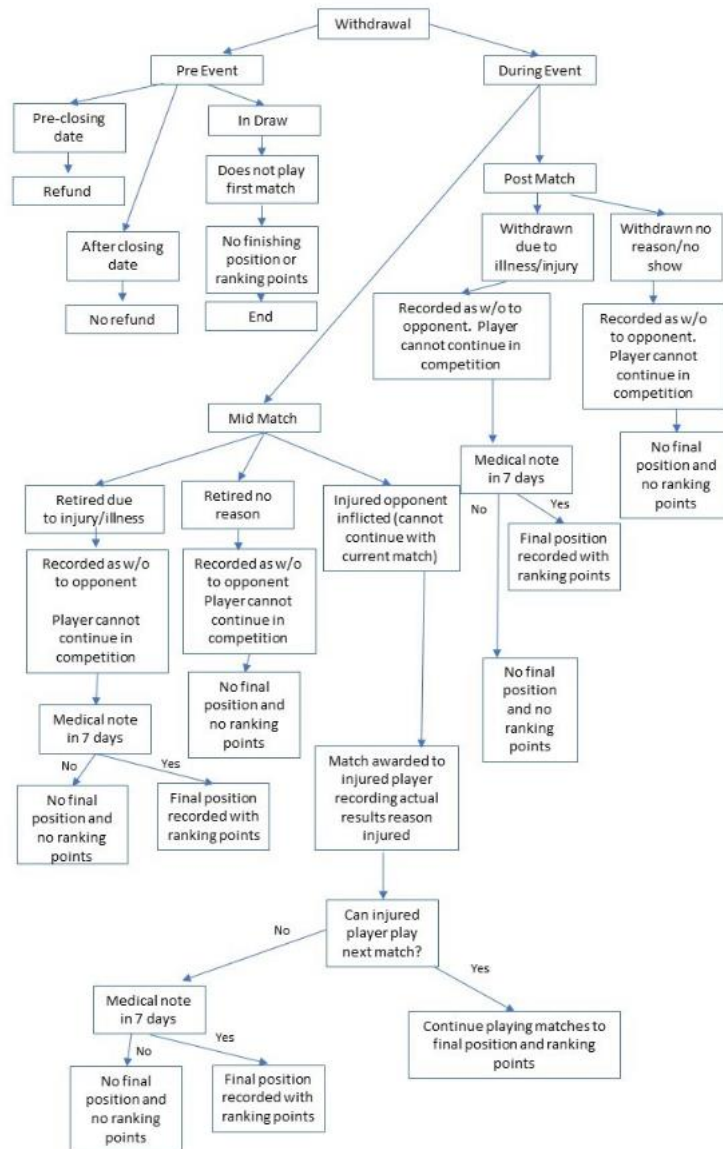 Withdrawal
Pre Event
During Event
Pre-closing
date
In Draw
Refund
Does not play
first match
Post Match
After closing
date
No finishing
position or
ranking points
Withdrawn
due to
illness/injury
Withdrawn no
reason/no
show
No refund
End
Recorded as w/o to
opponent. Player
cannot continue in
competition
Recorded as w/o
to opponent.
Player cannot
continue in
competition
Mid Match
Medical note
in 7 days
No final
position and
no ranking
points
No
Yes
Final position
recorded with
ranking points
No final
position
and no
ranking
points
Retired due
to injury/illness
Retired no
reason
Injured opponent
inflicted (cannot
continue with
current match)
Recorded as w/o
to opponent
Player cannot
continue in
competition
Recorded as w/o
to opponent
Player cannot
continue in
competition
Medical note
in 7 days
No final
position and
no ranking
points
No
Yes
No final
position and
no ranking
points
Final position
recorded with
ranking points
Match awarded to
injured player
recording actual
results reason
injured
Can injured
player play
next match?
No
Yes
Medical note
in 7 days
Continue playing matches to
final position and ranking
points
No
Yes
No final
position and
no ranking
points
Final position
recorded with
ranking points